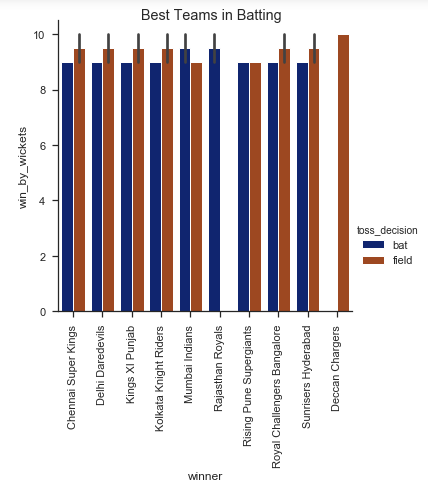 Best Teams in Batting
win_by_wickets
10
8
6
4
2
0
toss_decision
bat
field
Chennai Super Kings
Delhi Daredevils
Kings XI Punjab
Kolkata Knight Riders
Mumbai Indians
Rajasthan Royals
Rising Pune Supergiants
Royal Challengers Bangalore
Sunrisers Hyderabad
Deccan Chargers
winner